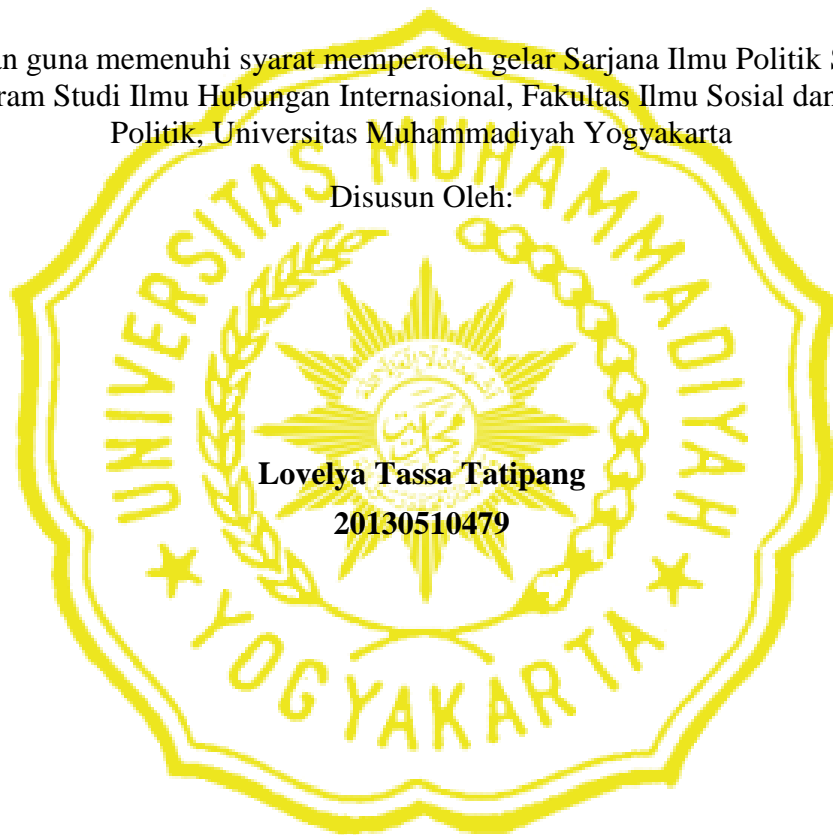 an guna memenuhi syarat memperoleh gelar Sarjana Ilmu Politik S
ram Studi Ilmu Hubungan Internasional, Fakultas Ilmu Sosial dan
Politik, Universitas Muhammadiyah Yogyakarta
Disusun Oleh:
UNIVERSITAS MUHAMMADIYAH
Lovelya Tassa Tatipang
20130510479
YOGYAKARTA